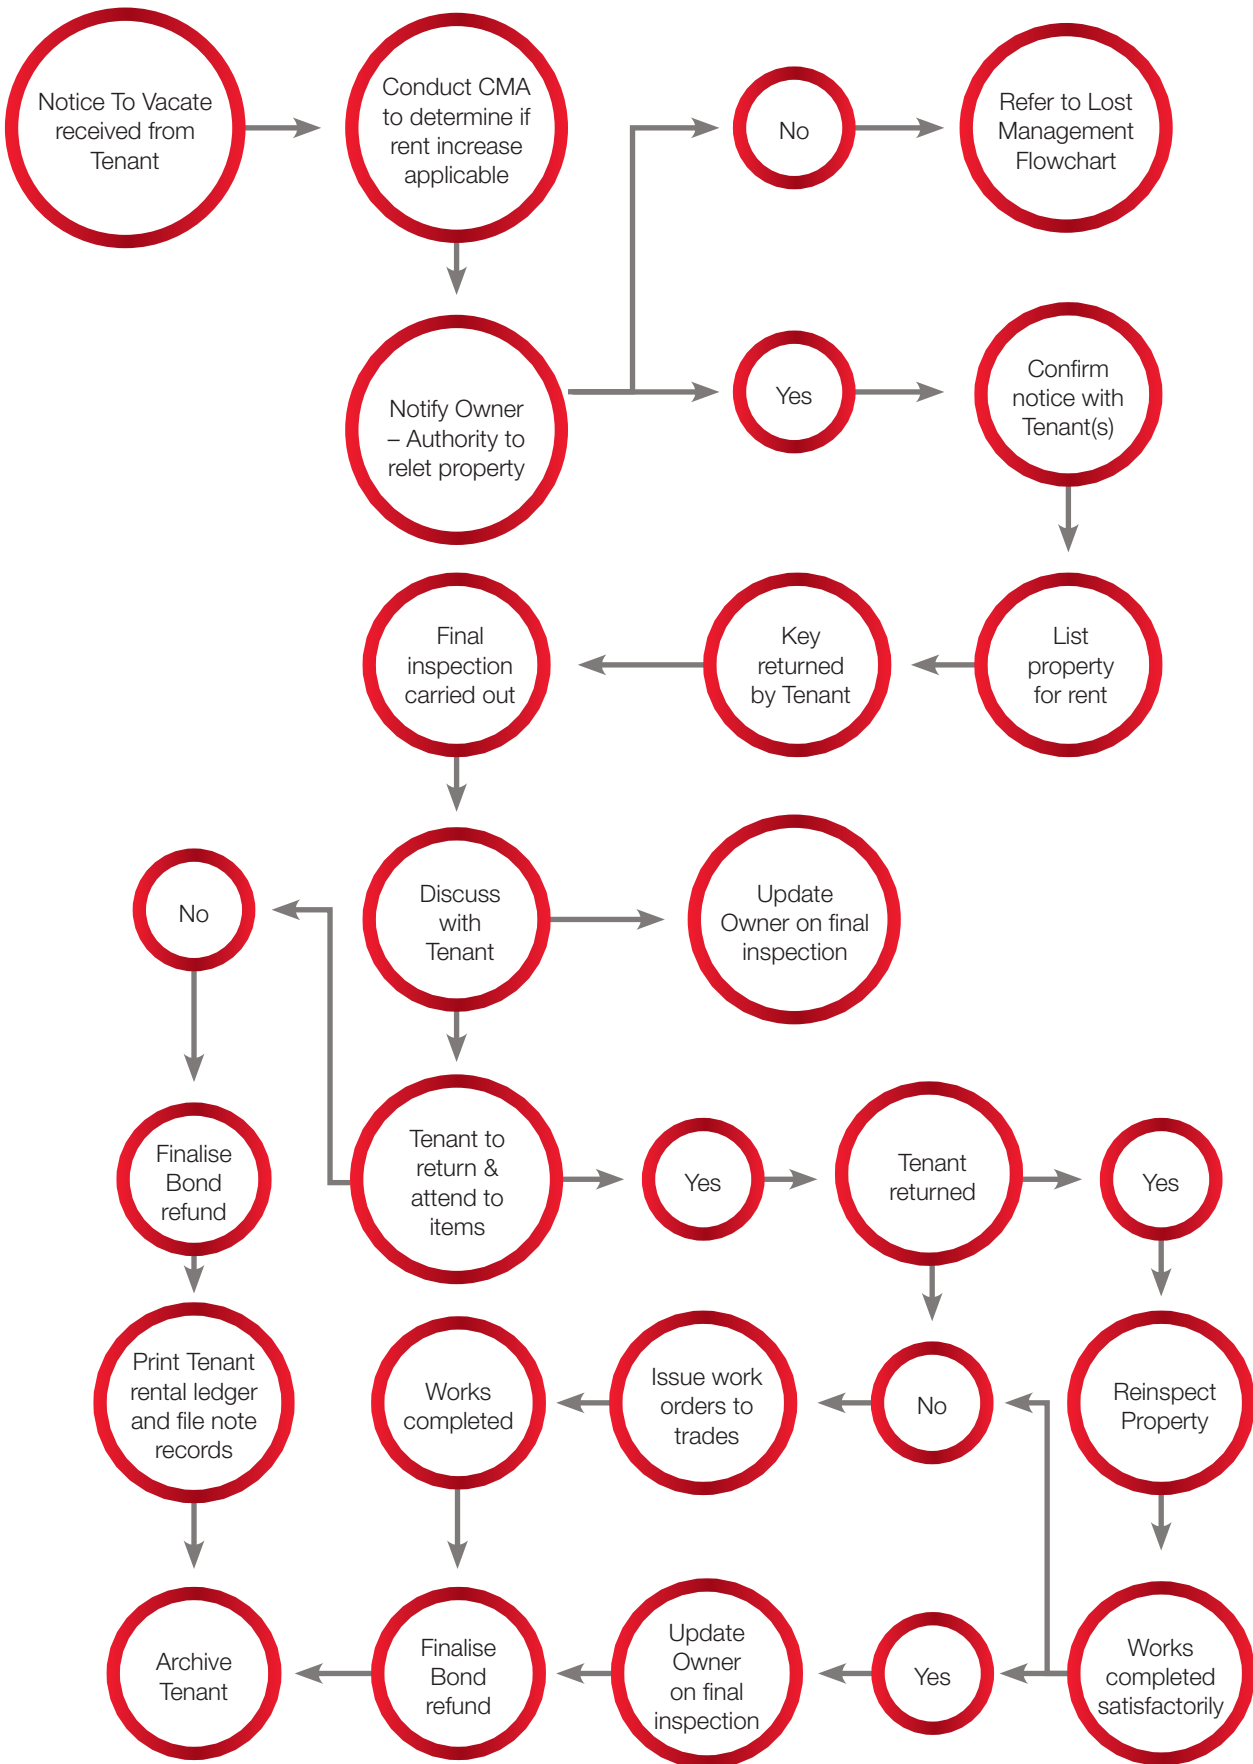 Notice To Vacate
received from
Tenant
Conduct CMA
to determine if
rent increase
applicable
No
Refer to Lost
Management
Flowchart
Notify Owner
– Authority to
relet property
Yes
Confirm
notice with
Tenant(s)
Final
inspection
carried out
Key
returned
by Tenant
List
property
for rent
No
Discuss
with
Tenant
Update
Owner on final
inspection
Finalise
Bond
refund
Tenant to
return &
attend to
items
Yes
Tenant
returned
Yes
Print Tenant
rental ledger
and file note
records
Works
completed
Issue work
orders to
trades
No
Reinspect
Property
Archive
Tenant
Finalise
Bond
refund
Update
Owner
on final
inspection
Yes
Works
completed
satisfactorily